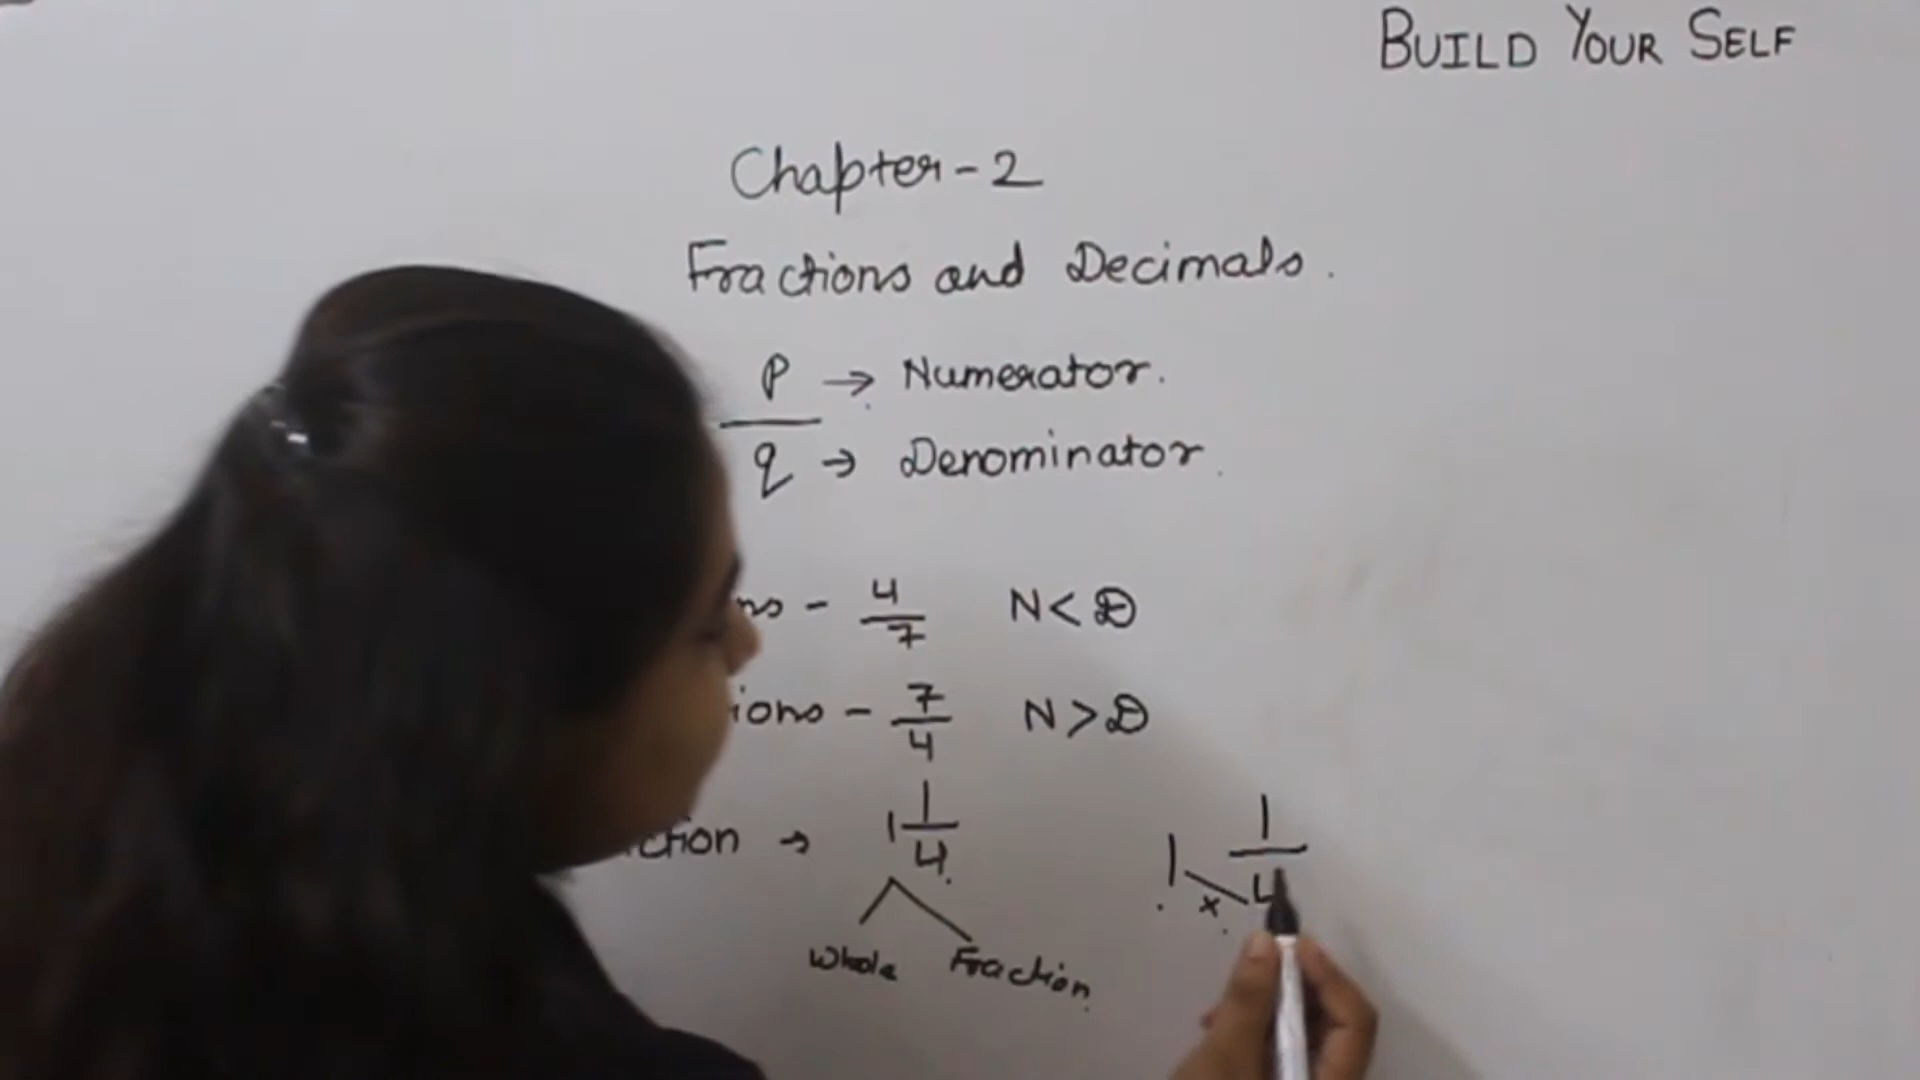 BUILD YOUR SELF
Chapter-2
Fractions and Decimals.
P → Numerator.
q → Denominator.
ns - 4/7 N < D
ions - 7/4 N > D
ction → 1 1/4
Whole Fraction
1 × 1/4